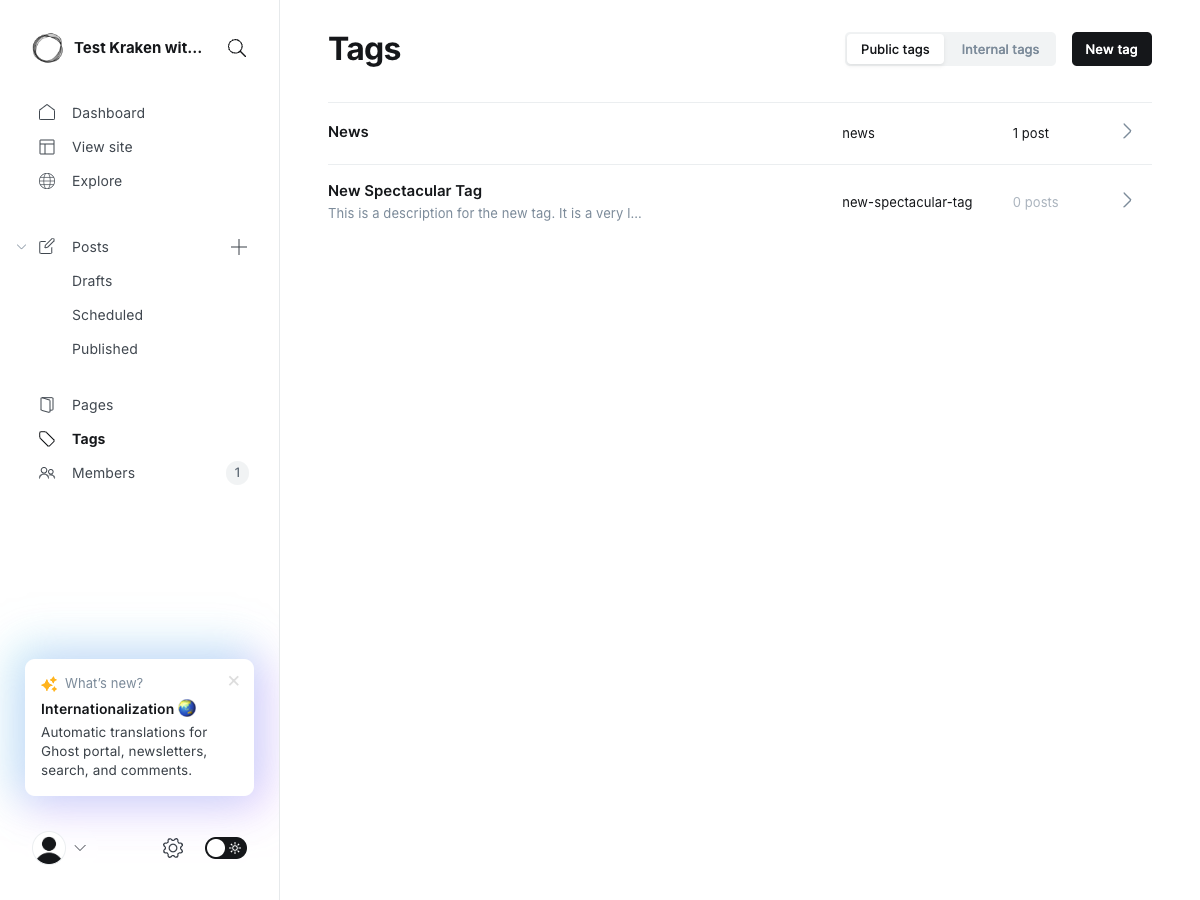 Test Kraken wit...
Dashboard
View site
Explore
Posts
Drafts
Scheduled
Published
Pages
Tags
Members
1
What's new?
Internationalization
Automatic translations for
Ghost portal, newsletters,
search, and comments.
Tags
Public tags
Internal tags
New tag
News
news
1 post
New Spectacular Tag
This is a description for the new tag. It is a very l...
new-spectacular-tag
0 posts